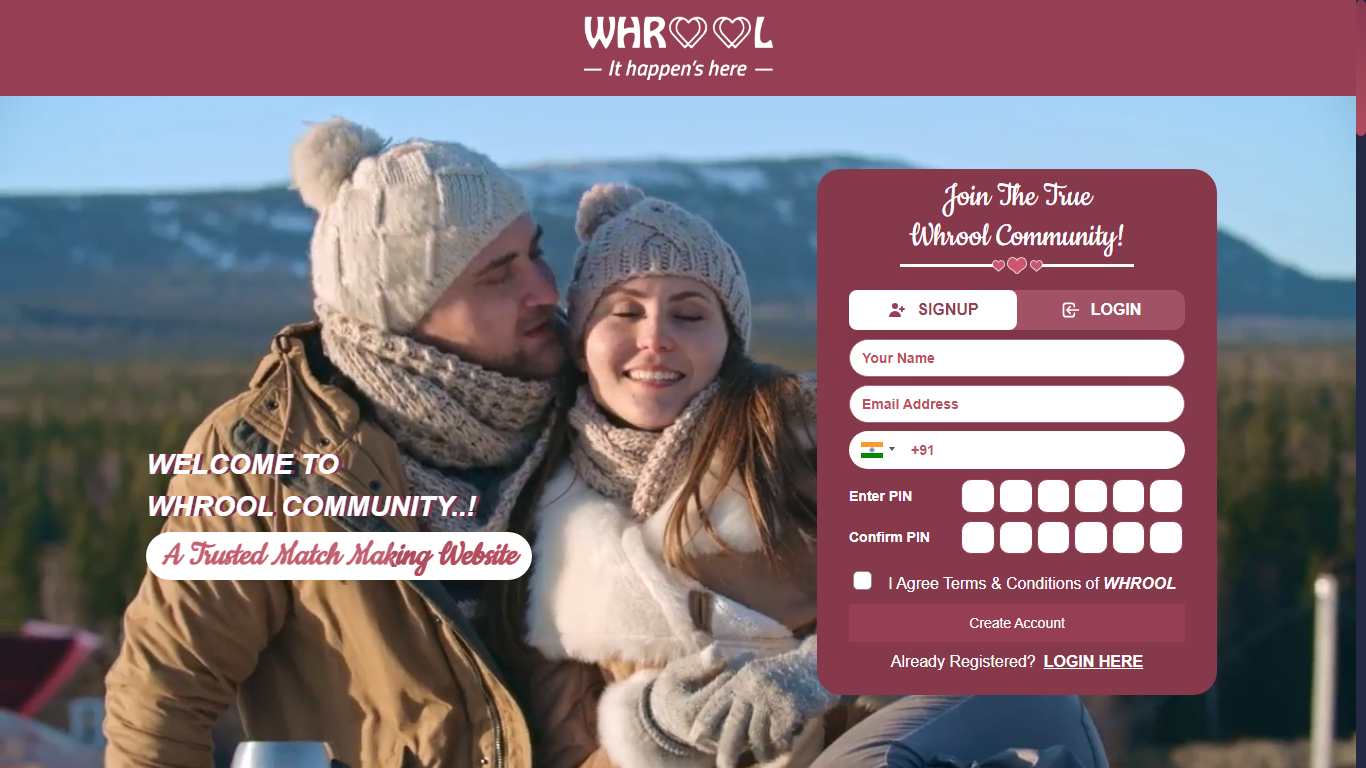 WHROOL
It happen's here
Join The True
Whrool Community!
SIGNUP
LOGIN
Your Name
Email Address
+91
Enter PIN
Confirm PIN
I Agree Terms & Conditions of WHROOL
Create Account
Already Registered? LOGIN HERE
WELCOME TO
WHROOL COMMUNITY..!
A Trusted Match Making Website